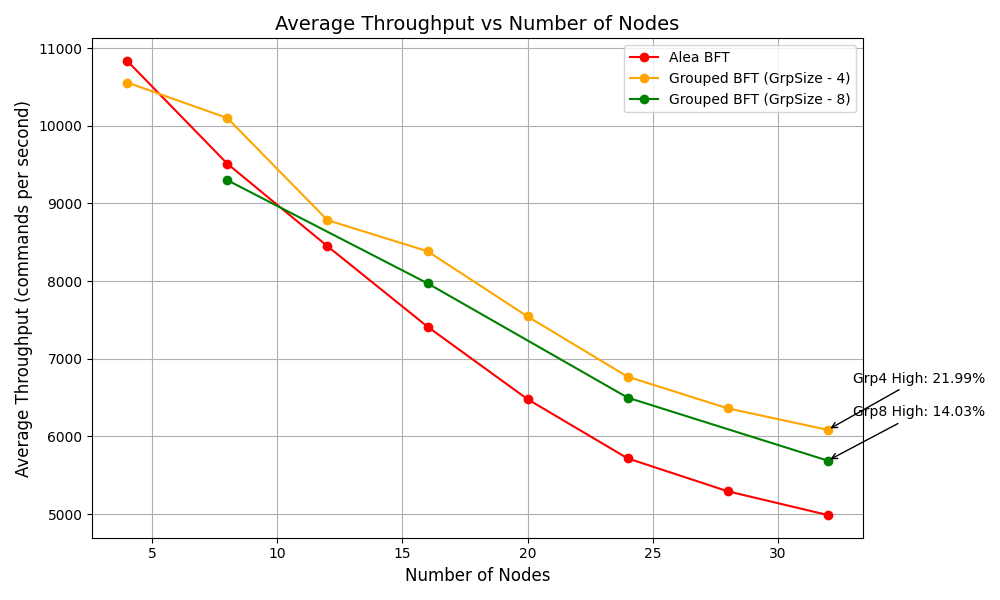 Average Throughput vs Number of Nodes
Average Throughput (commands per second)
11000
10000
9000
8000
7000
6000
5000
Alea BFT
Grouped BFT (GrpSize - 4)
Grouped BFT (GrpSize - 8)
Grp4 High: 21.99%
Grp8 High: 14.03%
5 10 15 20 25 30
Number of Nodes